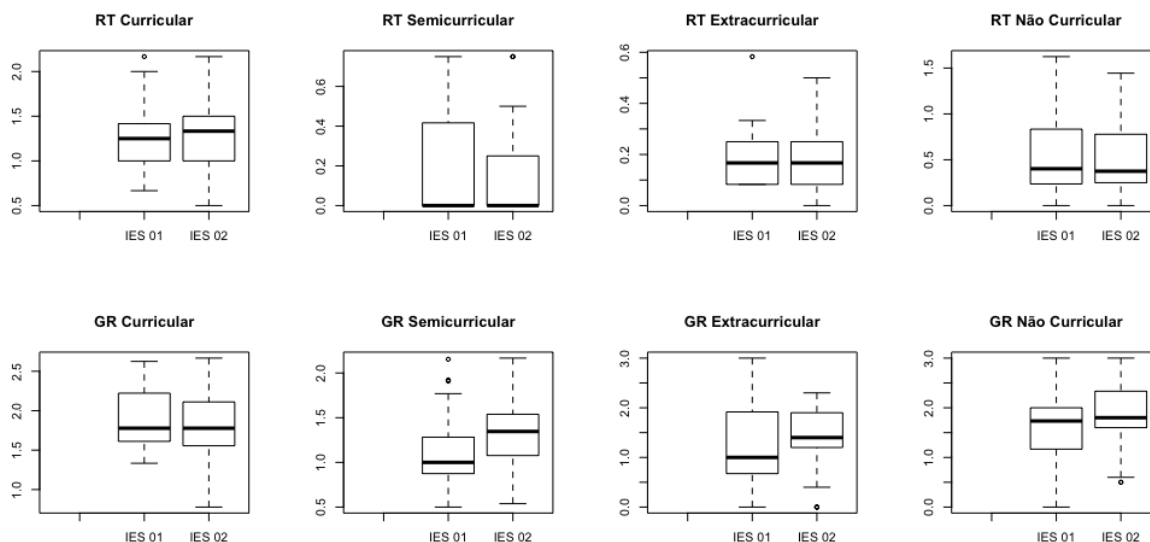 RT Curricular
RT Semicurricular
RT Extracurricular
RT Não Curricular
2.0
1.5
1.0
0.5
IES 01 IES 02
0.6
0.4
0.2
0.0
IES 01 IES 02
0.6
0.4
0.2
0.0
IES 01 IES 02
1.5
1.0
0.5
0.0
IES 01 IES 02
GR Curricular
GR Semicurricular
GR Extracurricular
GR Não Curricular
2.5
2.0
1.5
1.0
IES 01 IES 02
2.0
1.5
1.0
0.5
IES 01 IES 02
3.0
2.0
1.0
0.0
IES 01 IES 02
3.0
2.0
1.0
0.0
IES 01 IES 02